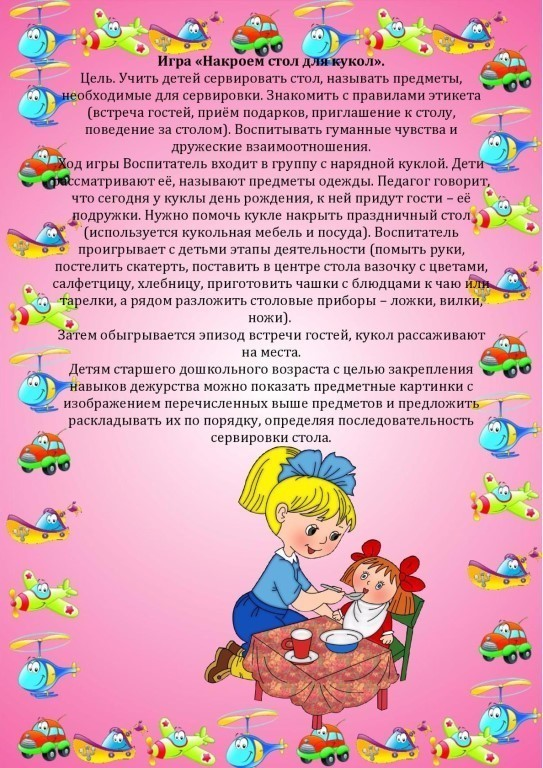 Игра «Накроем стол для кукол».
Цель. Учить детей сервировать стол, называть предметы,
необходимые для сервировки. Знакомить с правилами этикета
(встреча гостей, приём подарков, приглашение к столу,
поведение за столом). Воспитывать гуманные чувства и
дружеские взаимоотношения.
Ход игры Воспитатель входит в группу с нарядной куклой. Дети
рассматривают её, называют предметы одежды. Педагог говорит,
что сегодня у куклы день рождения, к ней придут гости – её
подружки. Нужно помочь кукле накрыть праздничный стол
(используется кукольная мебель и посуда). Воспитатель
проигрывает с детьми этапы деятельности (помыть руки,
постелить скатерть, поставить в центре стола вазочку с цветами,
салфетцицу, хлебницу, приготовить чашки с блюдцами к чаю или
тарелки, а рядом разложить столовые приборы – ложки, вилки,
ножи).
Затем обыгрывается эпизод встречи гостей, кукол рассаживают
на места.
Детям старшего дошкольного возраста с целью закрепления
навыков дежурства можно показать предметные картинки с
изображением перечисленных выше предметов и предложить
раскладывать их по порядку, определяя последовательность
сервировки стола.